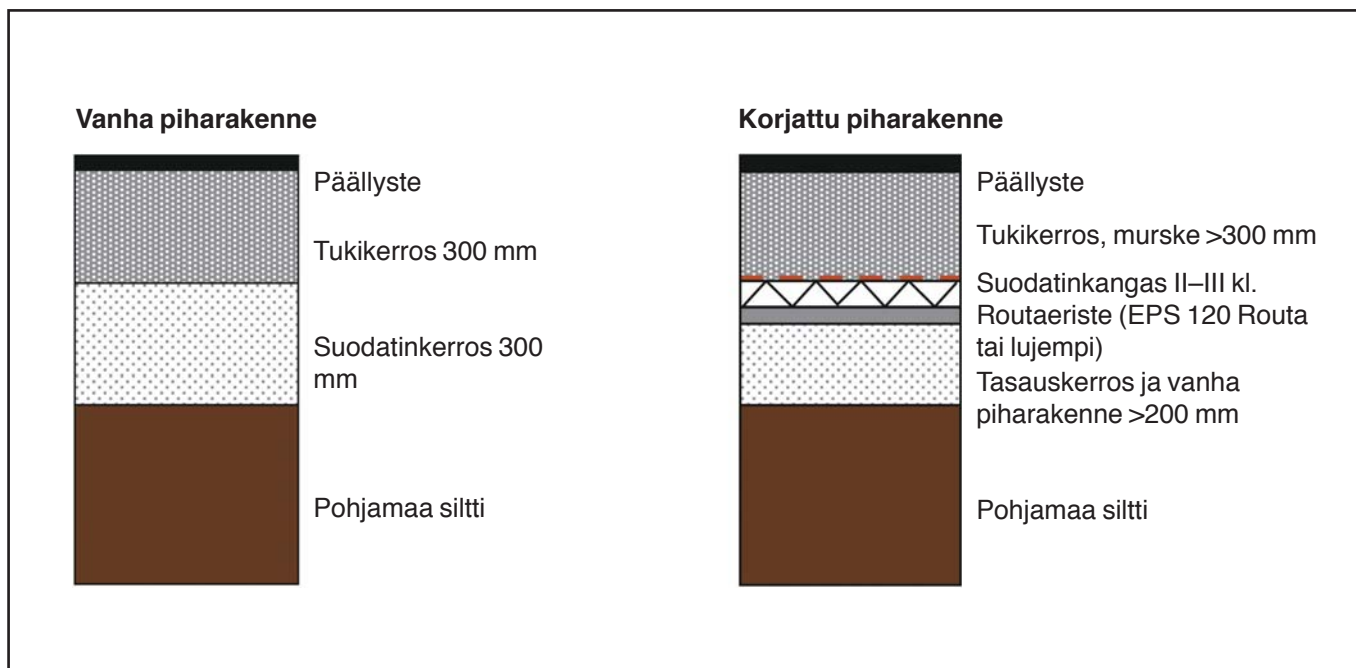 Vanha piharakenne
Päällyste
Tukikerros 300 mm
Suodatinkerros 300
mm
Pohjamaa siltti
Korjattu piharakenne
Päällyste
Tukikerros, murske >300 mm
Suodatinkangas II–III kl.
Routaeriste (EPS 120 Routa
tai lujempi)
Tasauskerros ja vanha
piharakenne >200 mm
Pohjamaa siltti